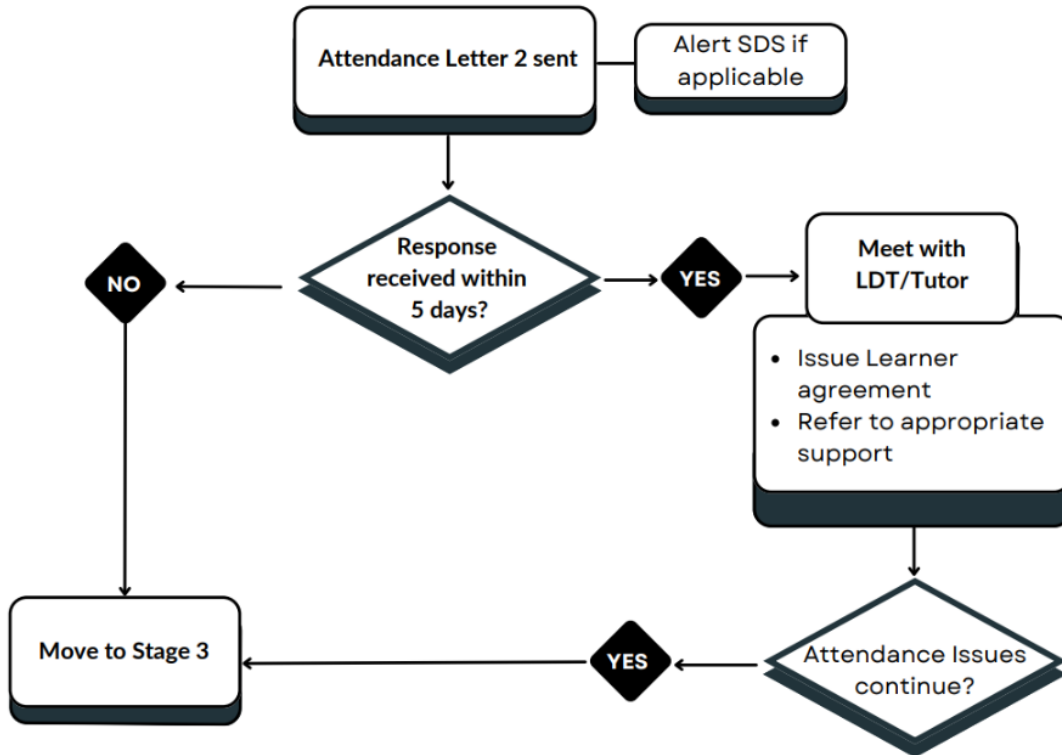 Attendance Letter 2 sent
Alert SDS if
applicable
Response
received within
5 days?
NO
YES
Meet with
LDT/Tutor
• Issue Learner
agreement
• Refer to appropriate
support
Move to Stage 3
YES
Attendance Issues
continue?